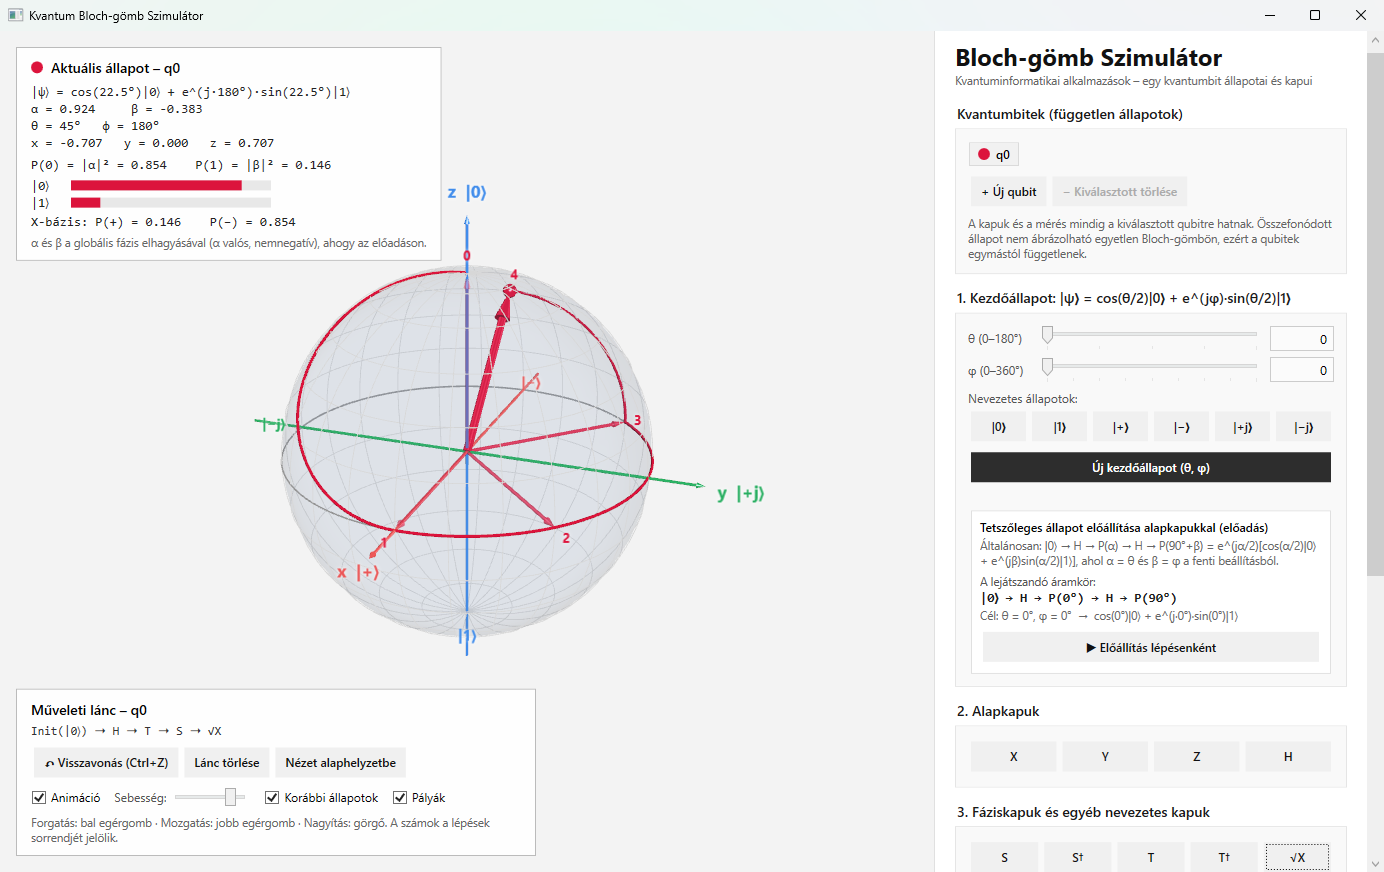 Kvantum Bloch-gömb Szimulátor
Aktuális állapot – q0
|ψ⟩ = cos(22.5°)|0⟩ + e^(j·180°)·sin(22.5°)|1⟩
α = 0.924 β = -0.383
θ = 45° ϕ = 180°
x = -0.707 y = 0.000 z = 0.707
P(0) = |α|² = 0.854 P(1) = |β|² = 0.146
|0⟩
|1⟩
X-bázis: P(+) = 0.146 P(−) = 0.854
α és β a globális fázis elhagyásával (α valós, nemnegatív), ahogy az előadáson.
z |0⟩
0
4
|−⟩
|−j⟩
3
y |+j⟩
1
2
x |+⟩
|1⟩
Műveleti lánc – q0
Init(|0⟩) → H → T → S → √X
↶ Visszavonás (Ctrl+Z)
Lánc törlése
Nézet alaphelyzetbe
Animáció
Sebesség:
Korábbi állapotok
Pályák
Forgatás: bal egérgomb · Mozgatás: jobb egérgomb · Nagyítás: görgő. A számok a lépések
sorrendjét jelölik.
Bloch-gömb Szimulátor
Kvantuminformatikai alkalmazások – egy kvantumbit állapotai és kapui
Kvantumbitek (független állapotok)
q0
+ Új qubit
− Kiválasztott törlése
A kapuk és a mérés mindig a kiválasztott qubitre hatnak. Összefonódott
állapot nem ábrázolható egyetlen Bloch-gömbön, ezért a qubitek
egymástól függetlenek.
1. Kezdőállapot: |ψ⟩ = cos(θ/2)|0⟩ + e^(jφ)·sin(θ/2)|1⟩
θ (0–180°)
0
φ (0–360°)
0
Nevezetes állapotok:
|0⟩
|1⟩
|+⟩
|−⟩
|+j⟩
|−j⟩
Új kezdőállapot (θ, φ)
Tetszőleges állapot előállítása alapkapukkal (előadás)
Általánosan: |0⟩ → H → P(α) → H → P(90°+β) = e^(jα/2)[cos(α/2)|0⟩
+ e^(jβ)sin(α/2)|1⟩], ahol α = θ és β = φ a fenti beállításból.
A lejátszandó áramkör:
|0⟩ → H → P(0°) → H → P(90°)
Cél: θ = 0°, φ = 0° → cos(0°)|0⟩ + e^(j·0°)·sin(0°)|1⟩
▶ Előállítás lépésenként
2. Alapkapuk
X
Y
Z
H
3. Fáziskapuk és egyéb nevezetes kapuk
S
S†
T
T†
√X